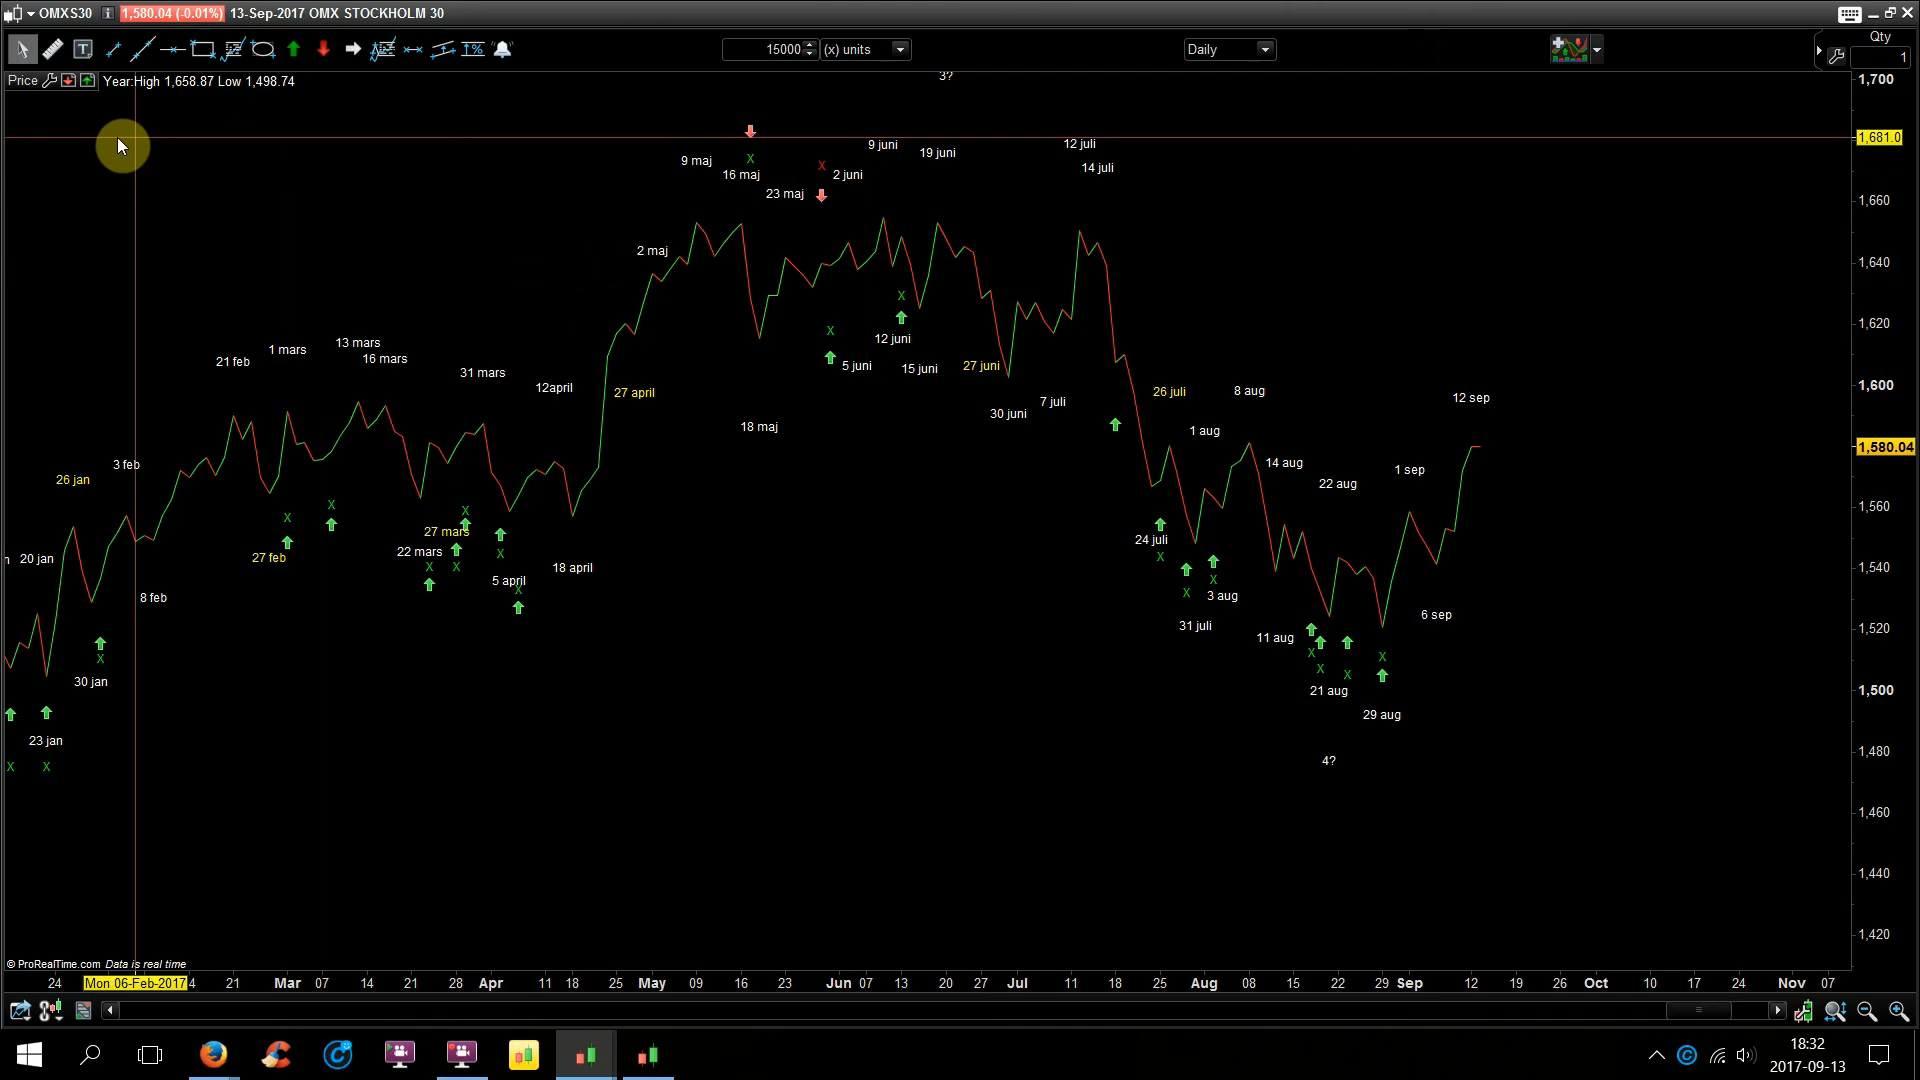 OMXS30 i 1,580.04 (-0.01%) 13-Sep-2017 OMX STOCKHOLM 30
T 1% 15000 (x) units Daily Qty
1
Price Year:High 1,658.87 Low 1,498.74
3?
1,700
1,681.0
1,660
1,640
1,620
1,600
1,580.04
1,560
1,540
1,520
1,500
1,480
1,460
1,440
1,420
9 maj
X
16 maj
23 maj
X
2 juni
9 juni
19 juni
12 juli
14 juli
2 maj
X
12 juni
X
5 juni
15 juni
27 juni
30 juni
7 juli
21 feb
1 mars
13 mars
16 mars
31 mars
12april
27 april
18 maj
26 juli
8 aug
12 sep
1 aug
14 aug
22 aug
1 sep
26 jan
3 feb
X
27 feb
X
27 mars
X
22 mars
X
X
X
5 april
X
18 april
20 jan
8 feb
24 juli
X
X
X
3 aug
31 juli
11 aug
X
X
X
X
21 aug
29 aug
6 sep
X
30 jan
23 jan
X
X
4?
© ProRealTime.com Data is real time
24 Mon 06-Feb-2017 4 21 Mar 07 14 21 28 Apr 11 18 25 May 09 16 23 Jun 07 13 20 27 Jul 11 18 25 Aug 08 15 22 29 Sep 12 19 26 Oct 10 17 24 Nov 07
18:32
2017-09-13